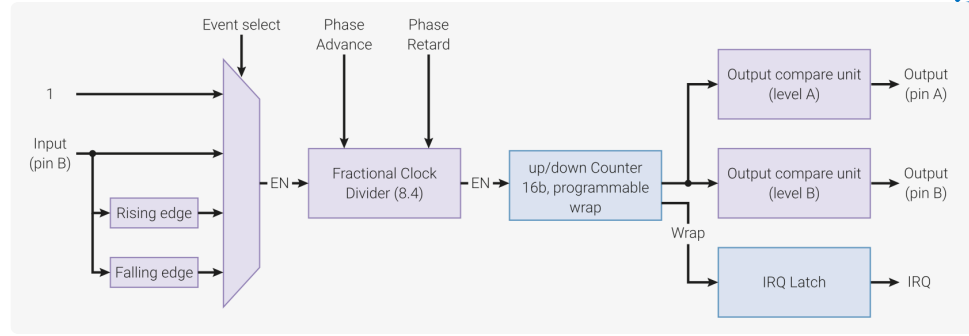 Event select
Phase
Advance
Phase
Retard
1
Input
(pin B)
Rising edge
Falling edge
EN
Fractional Clock
Divider (8.4)
EN
up/down Counter
16b, programmable
wrap
Wrap
Output compare unit
(level A)
Output
(pin A)
Output compare unit
(level B)
Output
(pin B)
IRQ Latch
IRQ